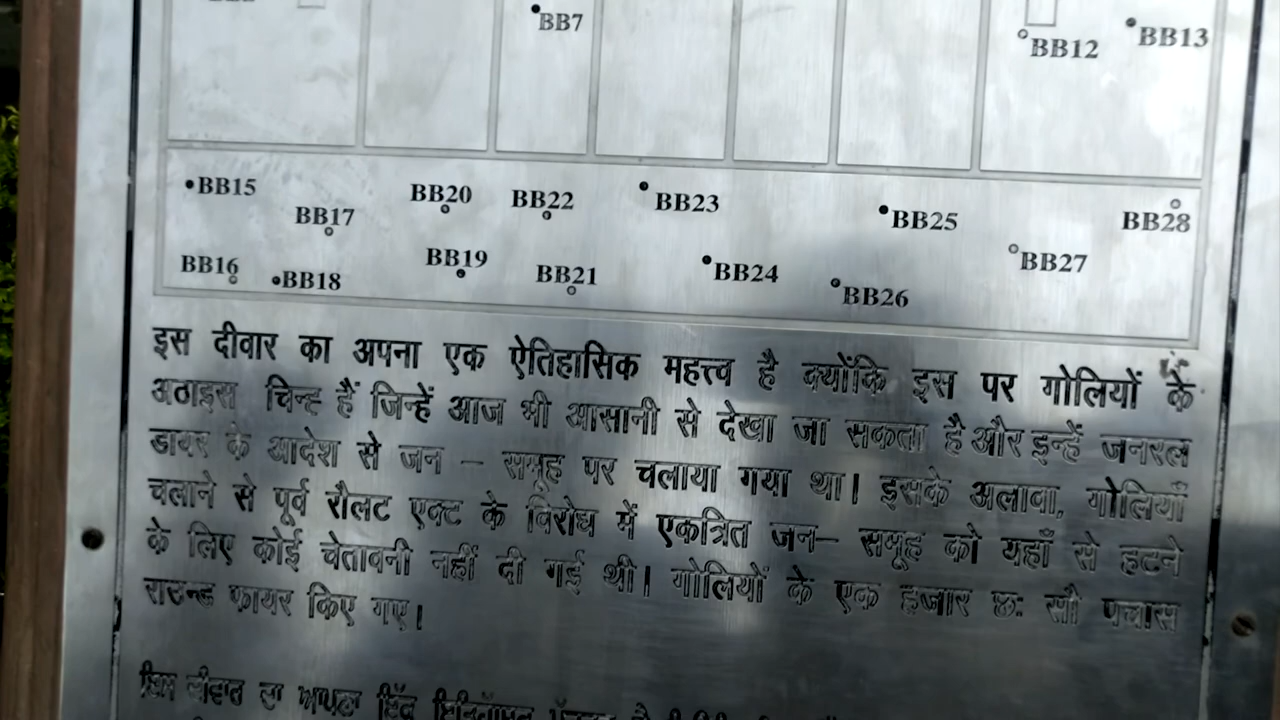 BB7
BB12 BB13
BB15 BB20 BB22 BB23
BB17 BB25 BB28
BB16 BB18 BB19 BB21 BB24 BB26 BB27
इस दीवार का अपना एक ऐतिहासिक महत्त्व है क्योंकि इस पर गोलियों के
अठाइस चिन्ह हैं जिन्हें आज भी आसानी से देखा जा सकता है और इन्हें जनरल
डायर के आदेश से जन – समूह पर चलाया गया था। इसके अलावा, गोलियाँ
चलाने से पूर्व रौलट एक्ट के विरोध में एकत्रित जन– समूह को यहाँ से हटने
के लिए कोई चेतावनी नहीं दी गई थी। गोलियों के एक हजार छः सौ पचास
राउन्ड फायर किए गए।
ਇਸ ਦੀਵਾਰ ਦਾ ਆਪਣਾ ਇੱਕ